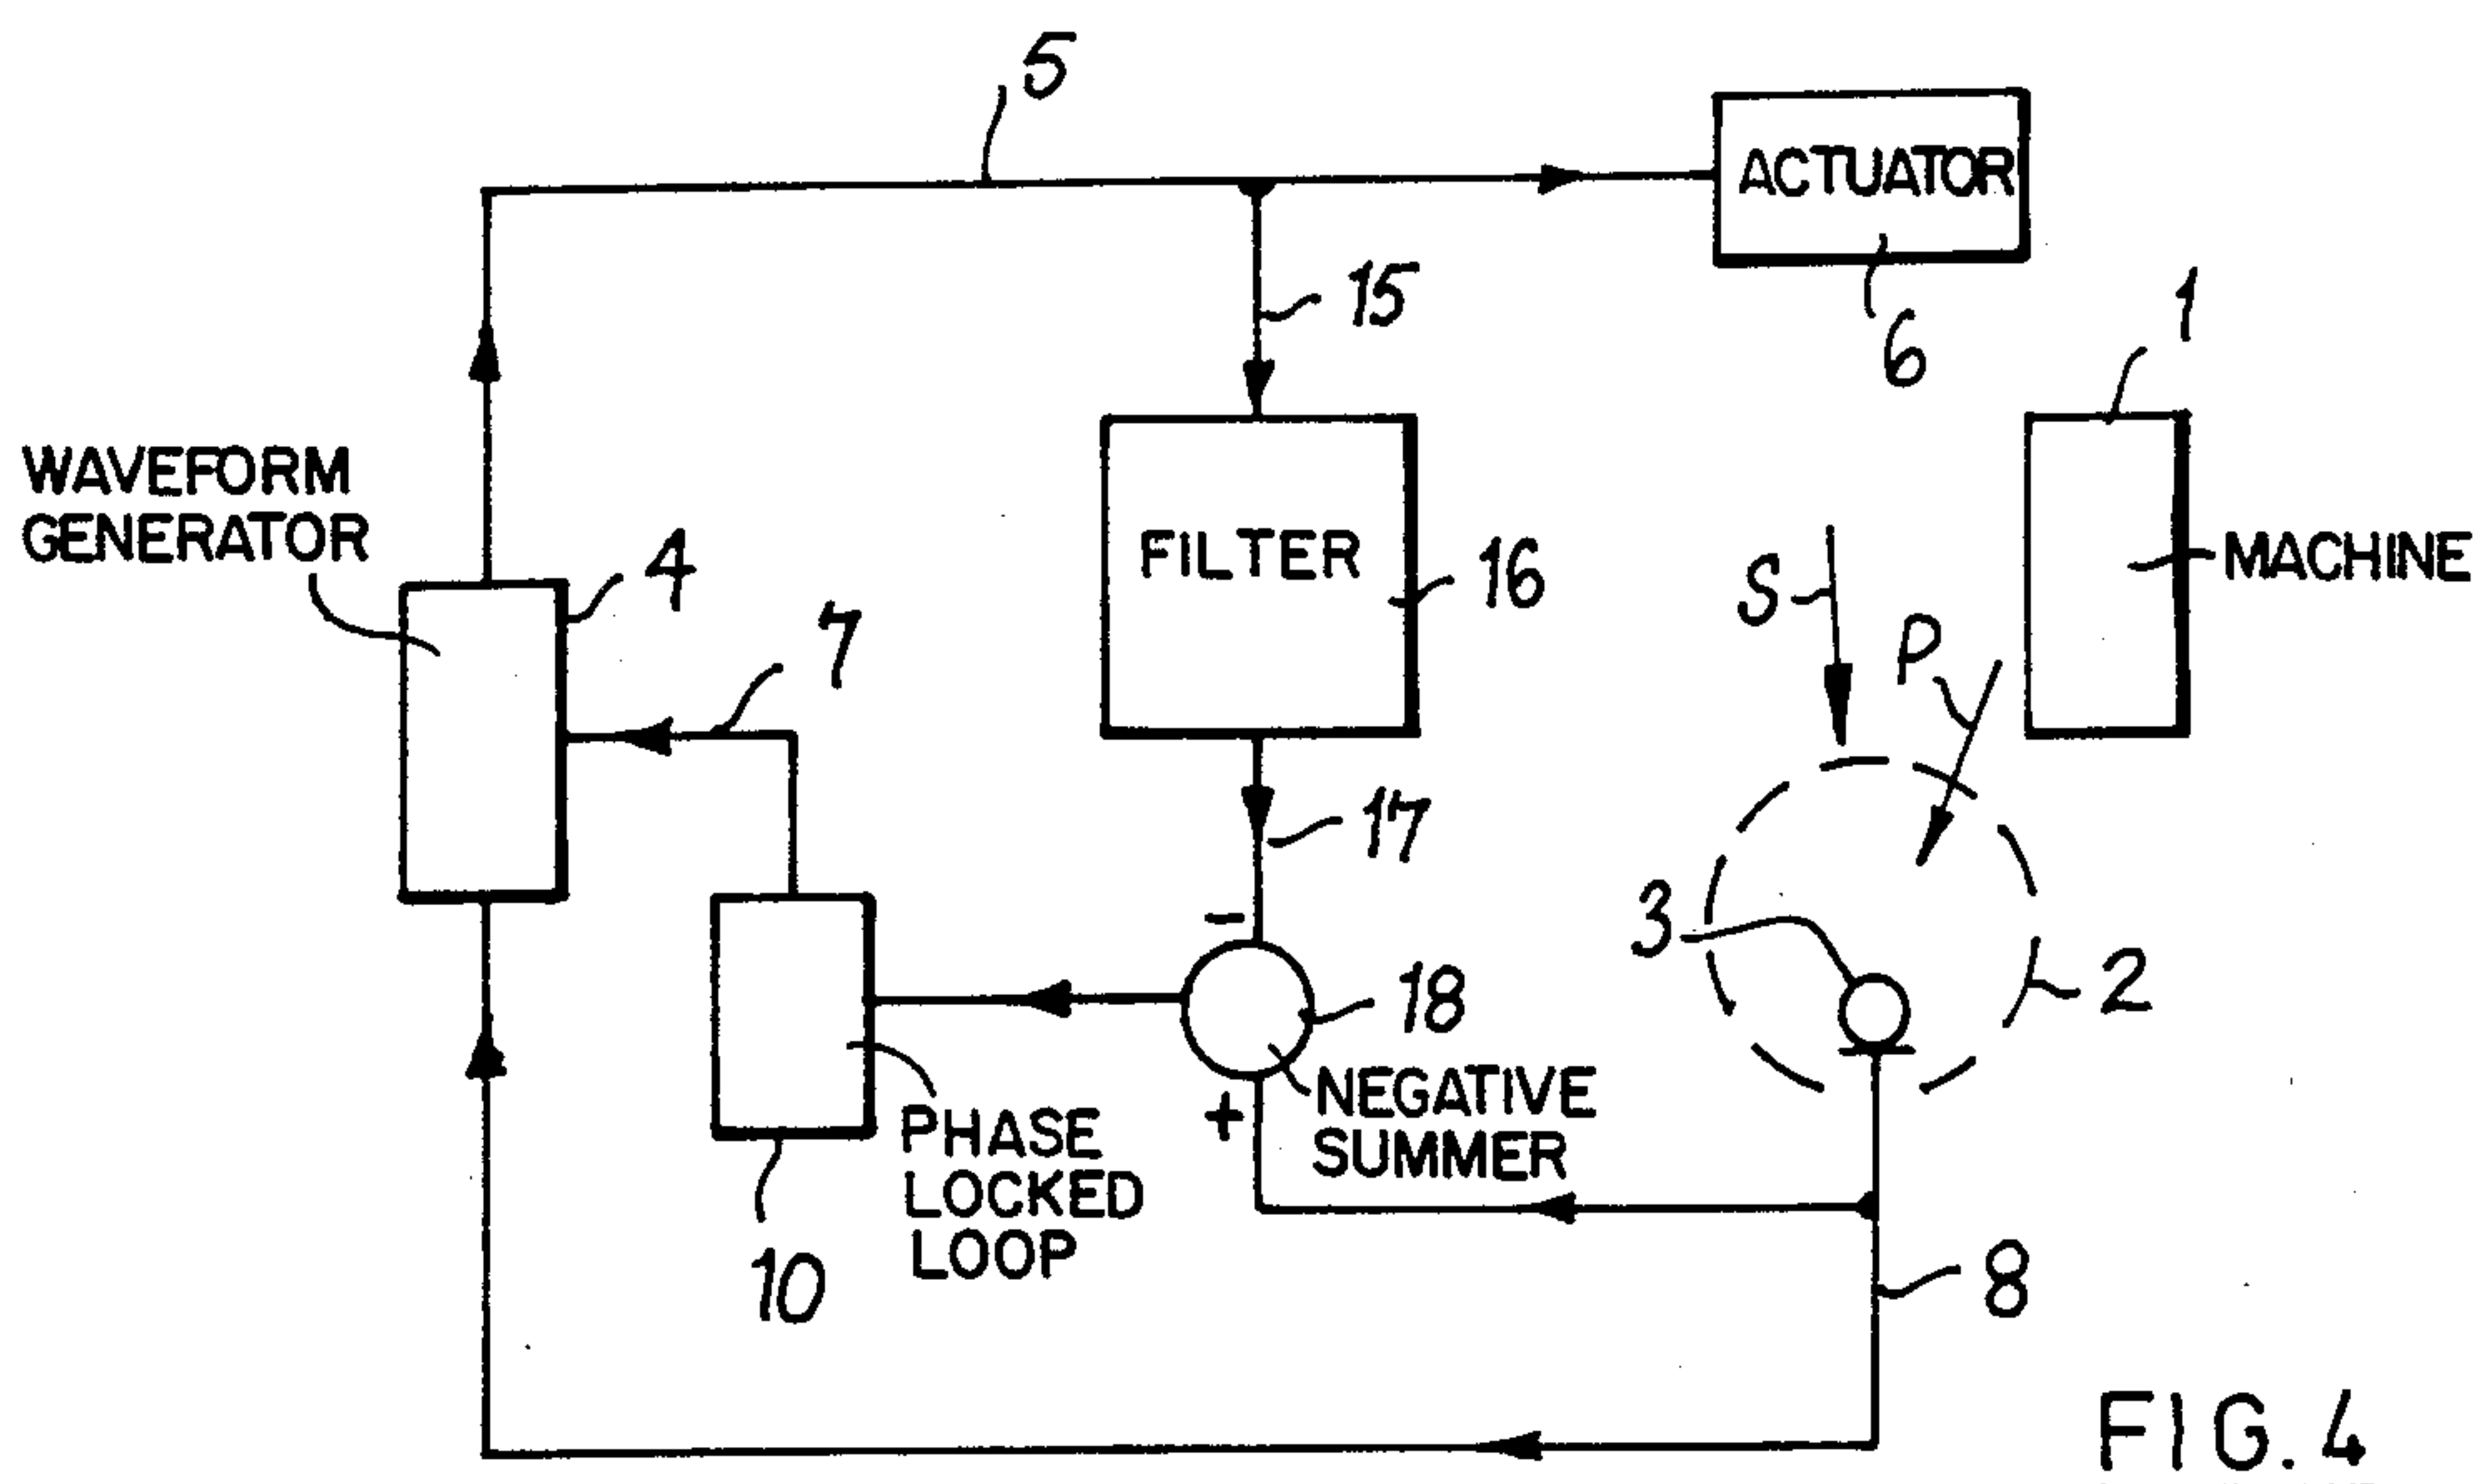 5
ACTUATOR
15
6
1
WAVEFORM
GENERATOR
4
FILTER
16
S
MACHINE
7
P
17
-
3
18
2
+
NEGATIVE
SUMMER
PHASE
LOCKED
LOOP
10
8
FIG. 4